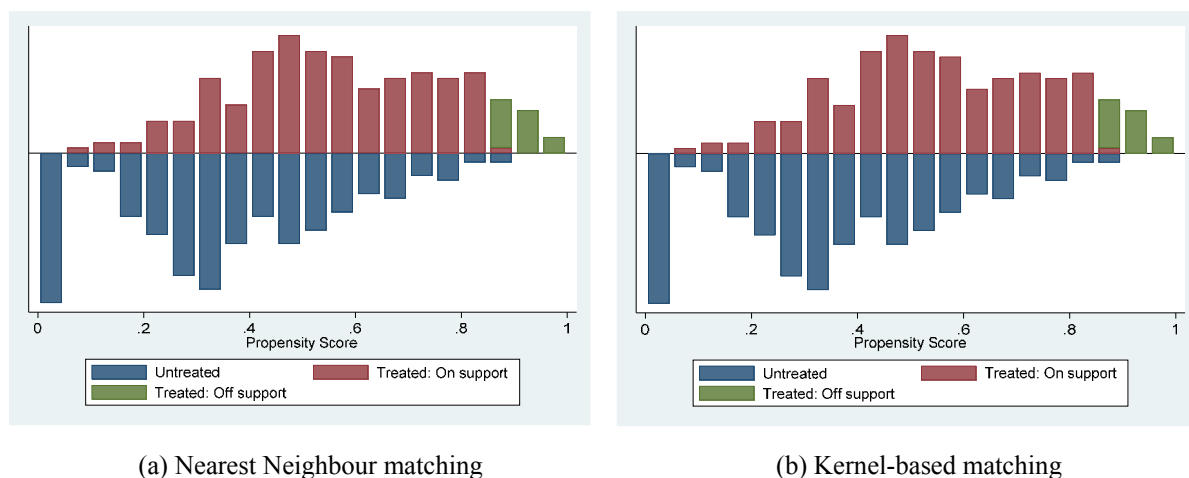 0 .2 .4 .6 .8 1
Propensity Score
Untreated Treated: On support
Treated: Off support
(a) Nearest Neighbour matching
0 .2 .4 .6 .8 1
Propensity Score
Untreated Treated: On support
Treated: Off support
(b) Kernel-based matching